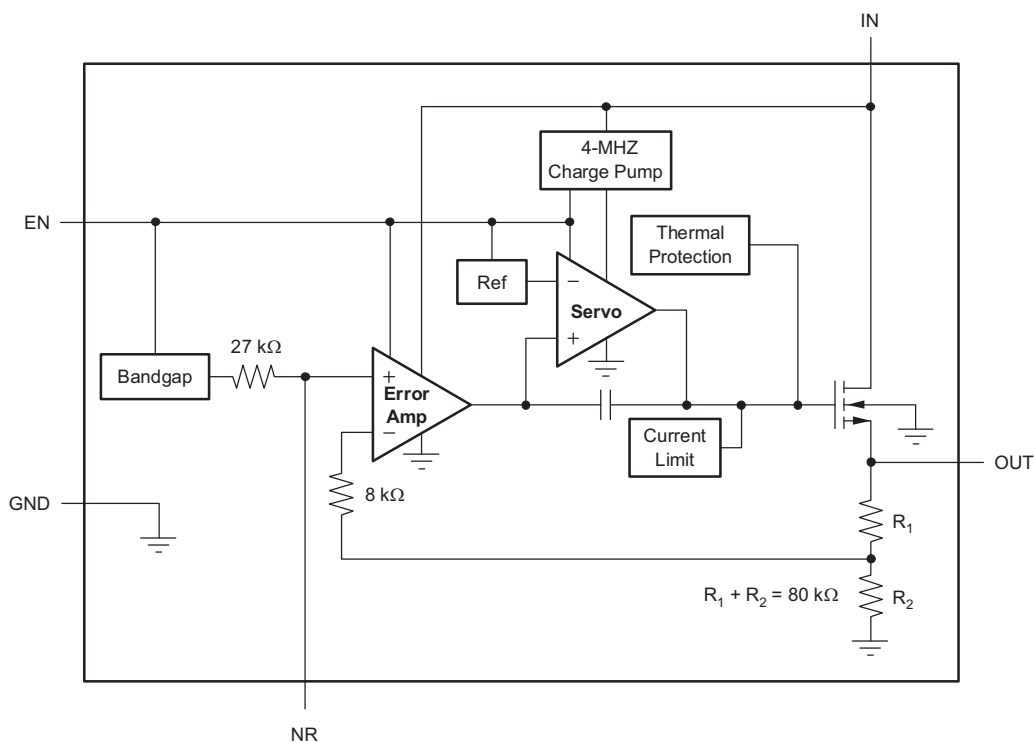 IN
4-MHZ
Charge Pump
EN
Thermal
Protection
Ref
−
Servo
+
27 kΩ
Bandgap
+
Error
Amp
−
Current
Limit
OUT
8 kΩ
GND
R1
R1 + R2 = 80 kΩ
R2
NR